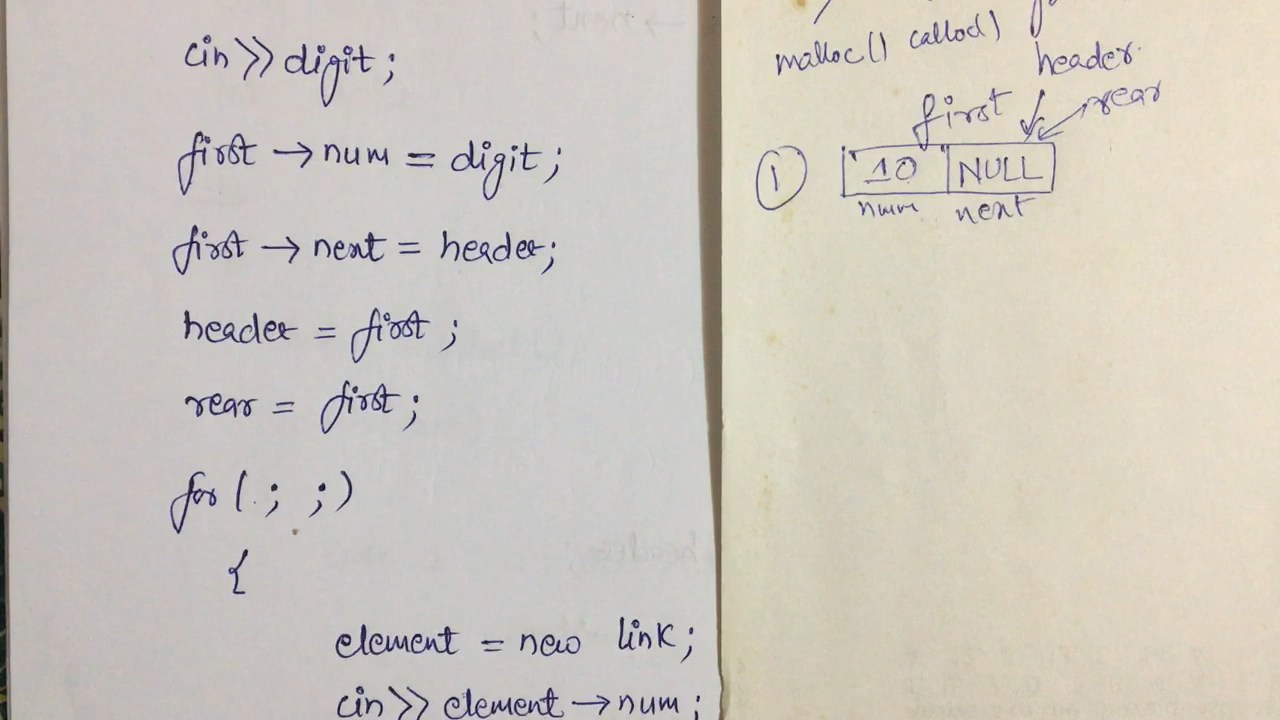 cin >> digit;
first → num = digit;
first → next = header;
header = first;
rear = first;
for (. ; ;)
{
element = new link;
cin >> element → num;
malloc() calloc()
header
first
rear
① 10 NULL
num next